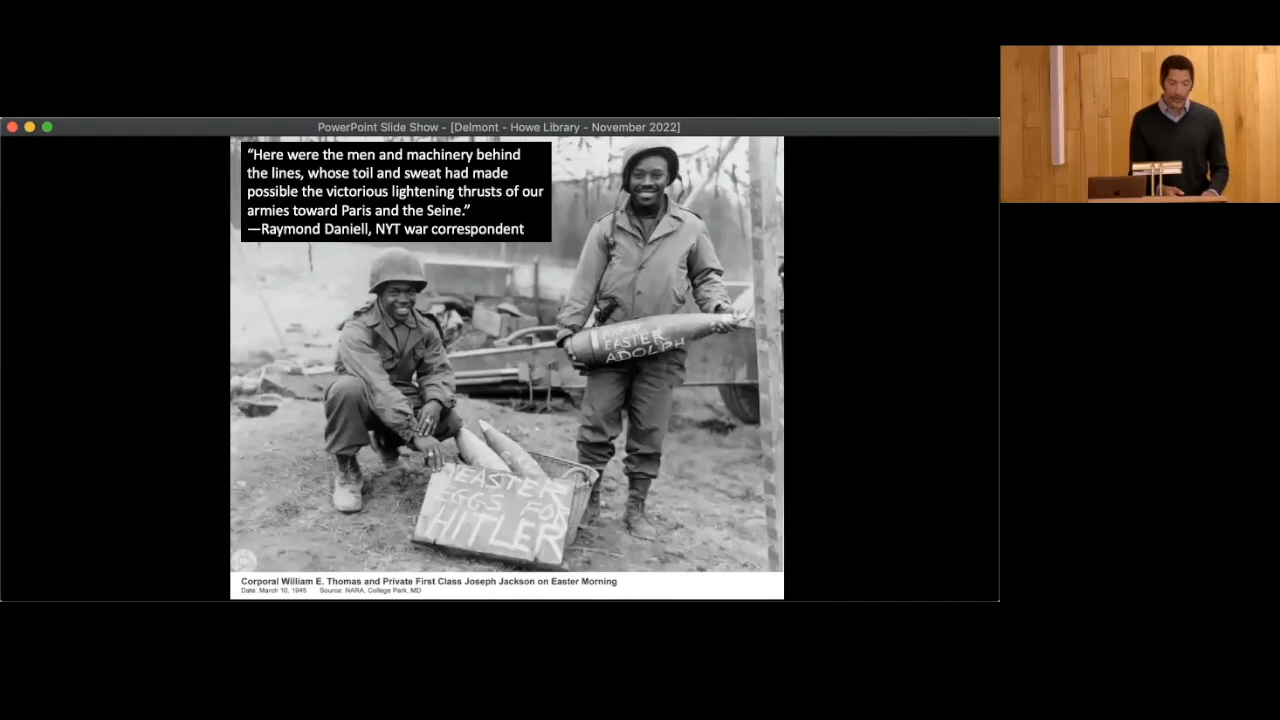 PowerPoint Slide Show - [Delmont - Howe Library - November 2022]
“Here were the men and machinery behind
the lines, whose toil and sweat had made
possible the victorious lightening thrusts of our
armies toward Paris and the Seine.”
—Raymond Daniell, NYT war correspondent
EASTER
ADOLPH
EASTER
EGGS FOR
HITLER
Corporal William E. Thomas and Private First Class Joseph Jackson on Easter Morning
Date: March 10, 1945 Source: NARA, College Park, MD